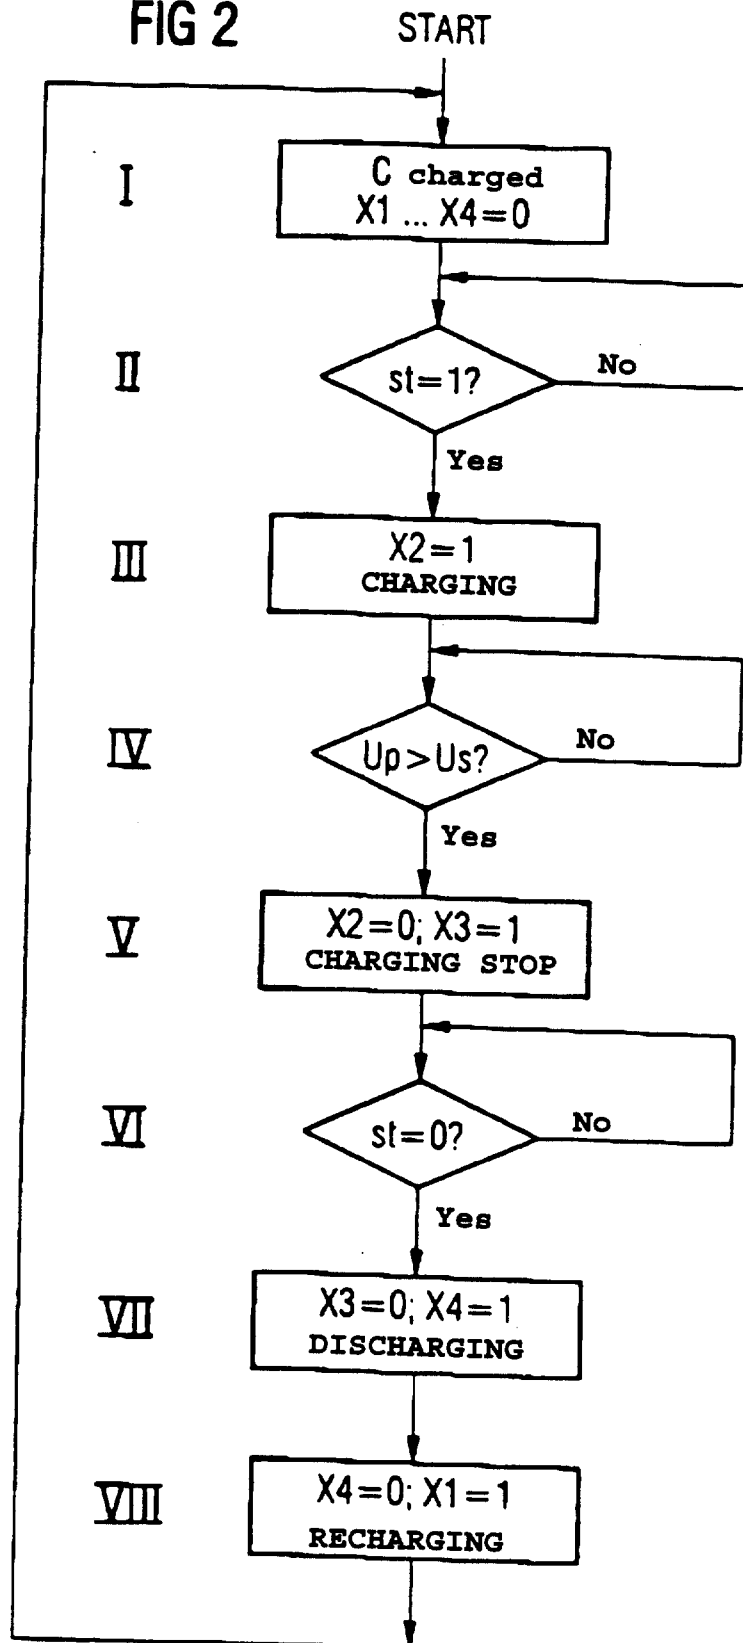 FIG 2
START
I
C charged
X1 ... X4=0
II
st=1?
No
Yes
III
X2=1
CHARGING
IV
Up>Us?
No
Yes
V
X2=0; X3=1
CHARGING STOP
VI
st=0?
No
Yes
VII
X3=0; X4=1
DISCHARGING
VIII
X4=0; X1=1
RECHARGING